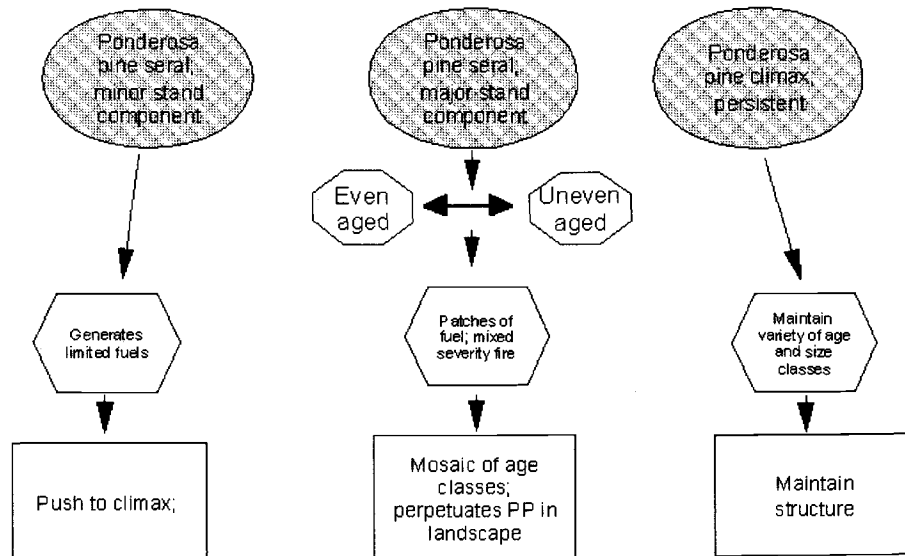 Ponderosa
pine seral;
minor stand
component
Ponderosa
pine seral;
major stand
component
Ponderosa
pine climax;
persistent
Even
aged
Uneven
aged
Generates
limited fuels
Patches of
fuel; mixed
severity fire
Maintain
variety of age
and size
classes
Push to climax;
Mosaic of age
classes;
perpetuates PP in
landscape
Maintain
structure